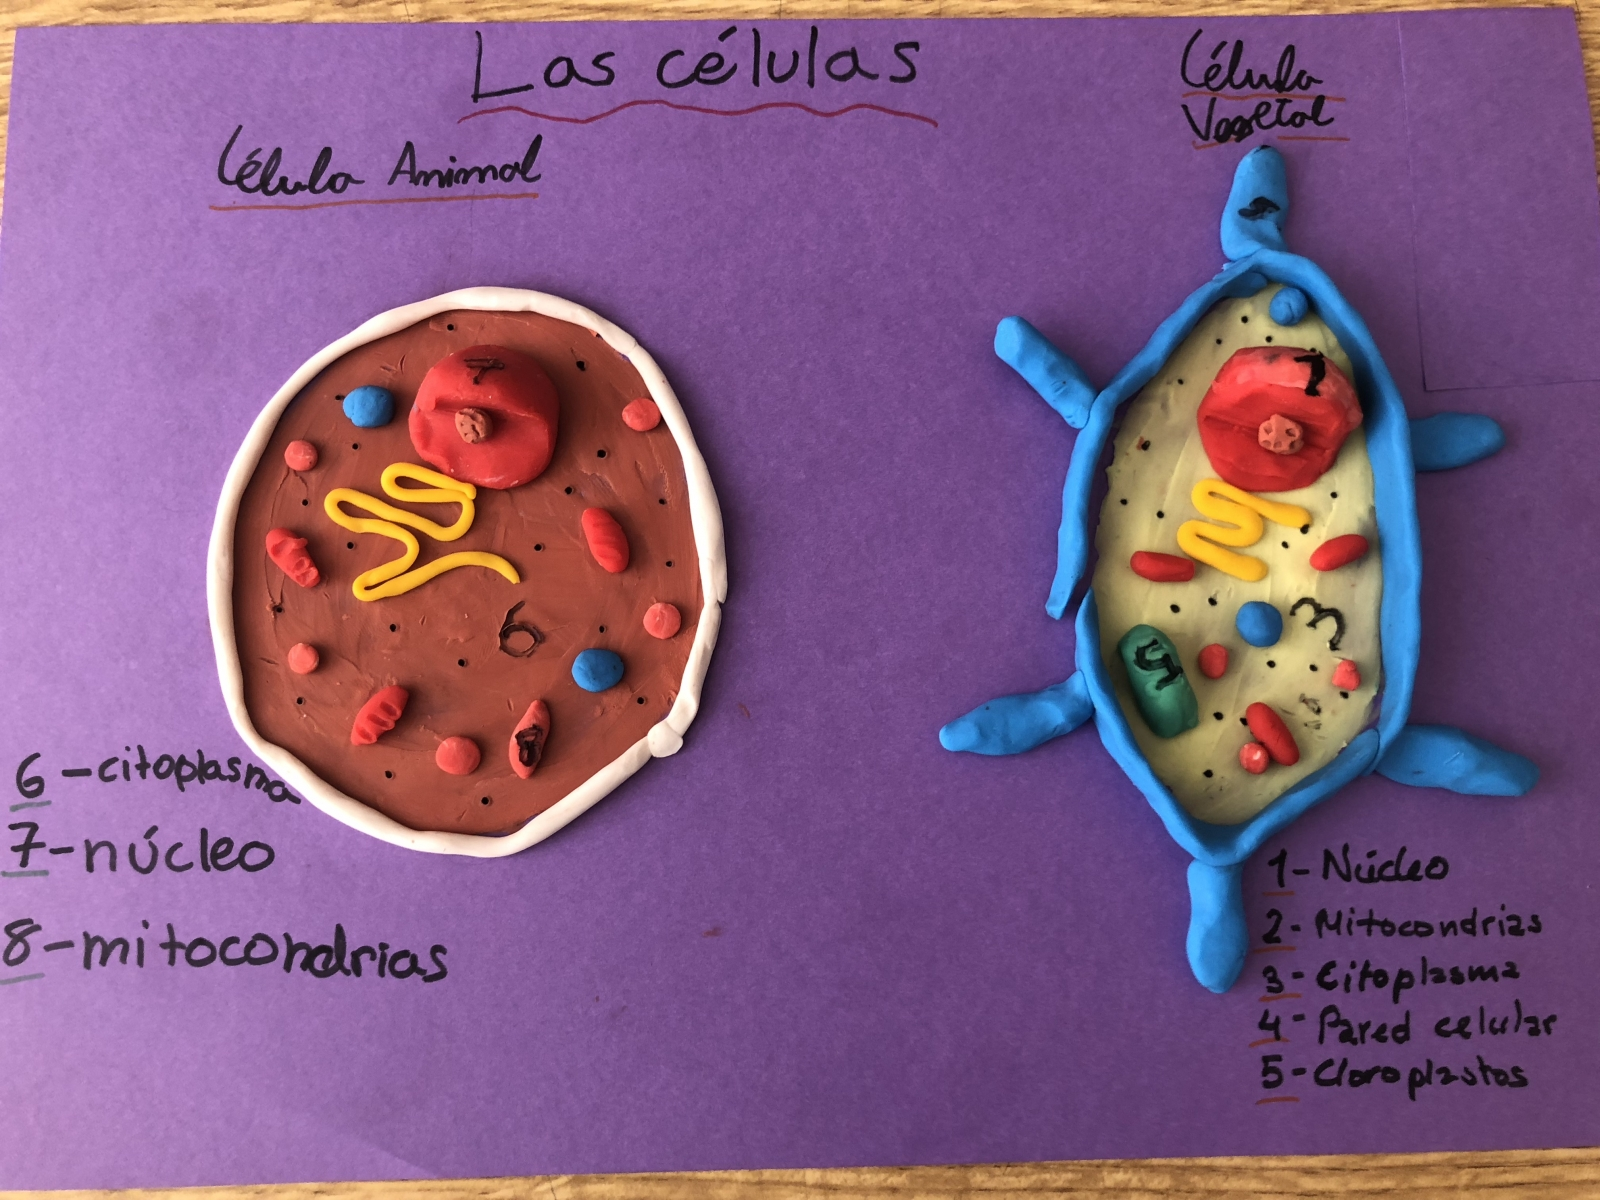 Las células
Célula Animal
Célula
Vegetal
7
6
1
3
5
4
8
6-citoplasma
7-núcleo
8-mitocondrias
1-Núcleo
2-Mitocondrias
3-Citoplasma
4-Pared celular
5-Cloroplastos